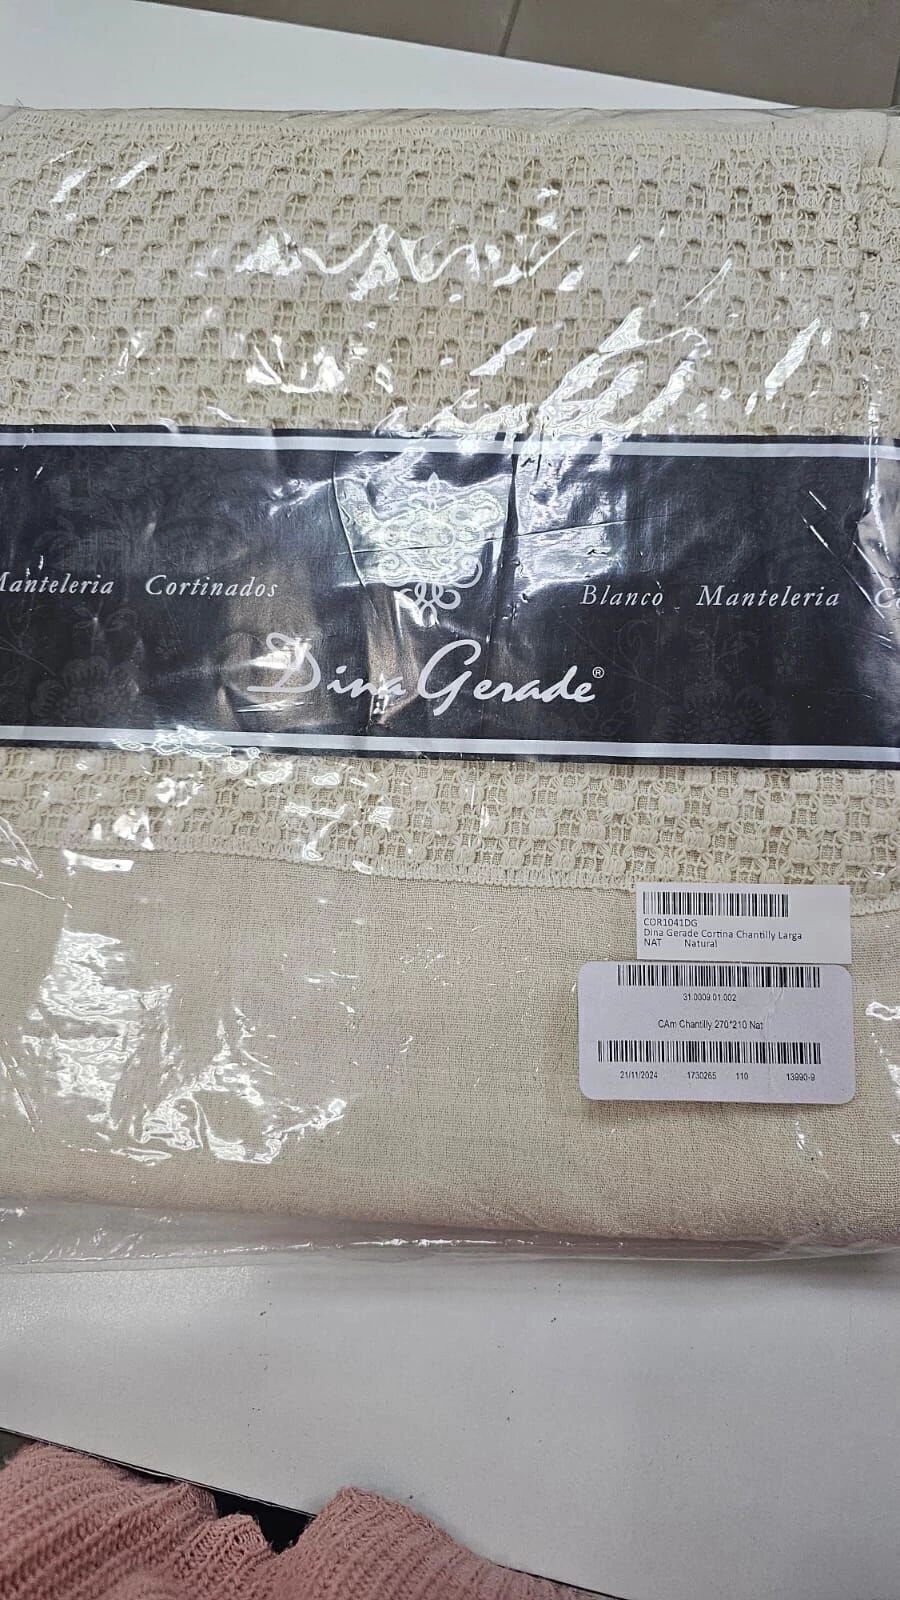 Manteleria Cortinados Blanco Manteleria
Dina Gerade®
COR1041DG
Dina Gerade Cortina Chantilly Larga
NAT Natural
31.0009.01.002
CAm Chantilly 270*210 Nat
21/11/2024 1730265 110 13990-9